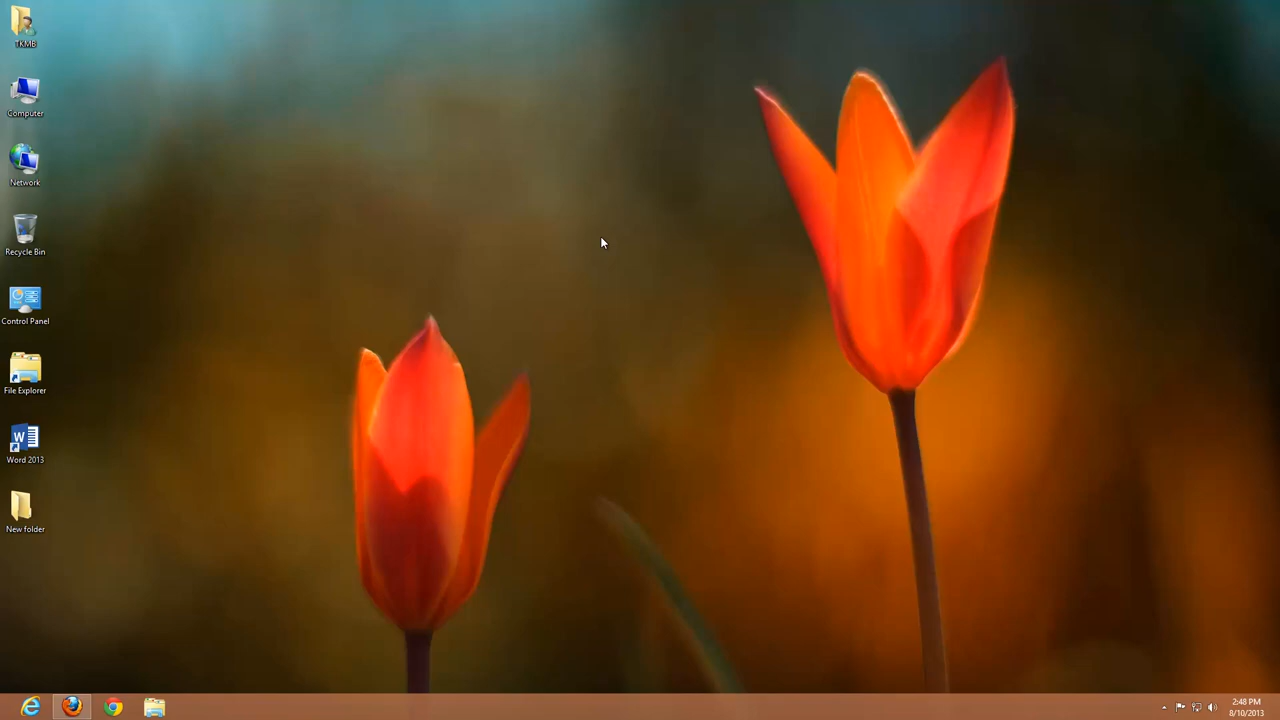 TKMB
Computer
Network
Recycle Bin
Control Panel
File Explorer
Word 2013
New folder
2:48 PM
8/10/2013